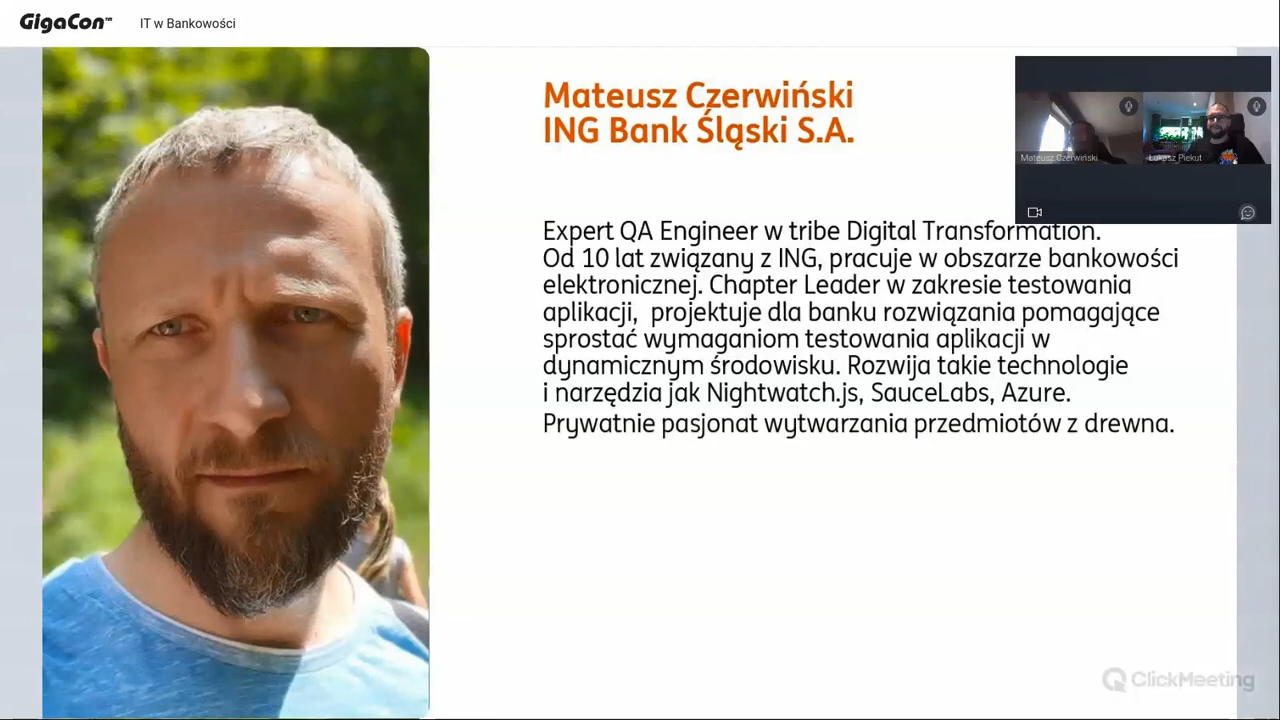 GigaCon™ IT w Bankowości
Mateusz Czerwiński
ING Bank Śląski S.A.
Mateusz Czerwiński Łukasz Piekut
Expert QA Engineer w tribe Digital Transformation.
Od 10 lat związany z ING, pracuje w obszarze bankowości
elektronicznej. Chapter Leader w zakresie testowania
aplikacji, projektuje dla banku rozwiązania pomagające
sprostać wymaganiom testowania aplikacji w
dynamicznym środowisku. Rozwija takie technologie
i narzędzia jak Nightwatch.js, SauceLabs, Azure.
Prywatnie pasjonat wytwarzania przedmiotów z drewna.
ClickMeeting